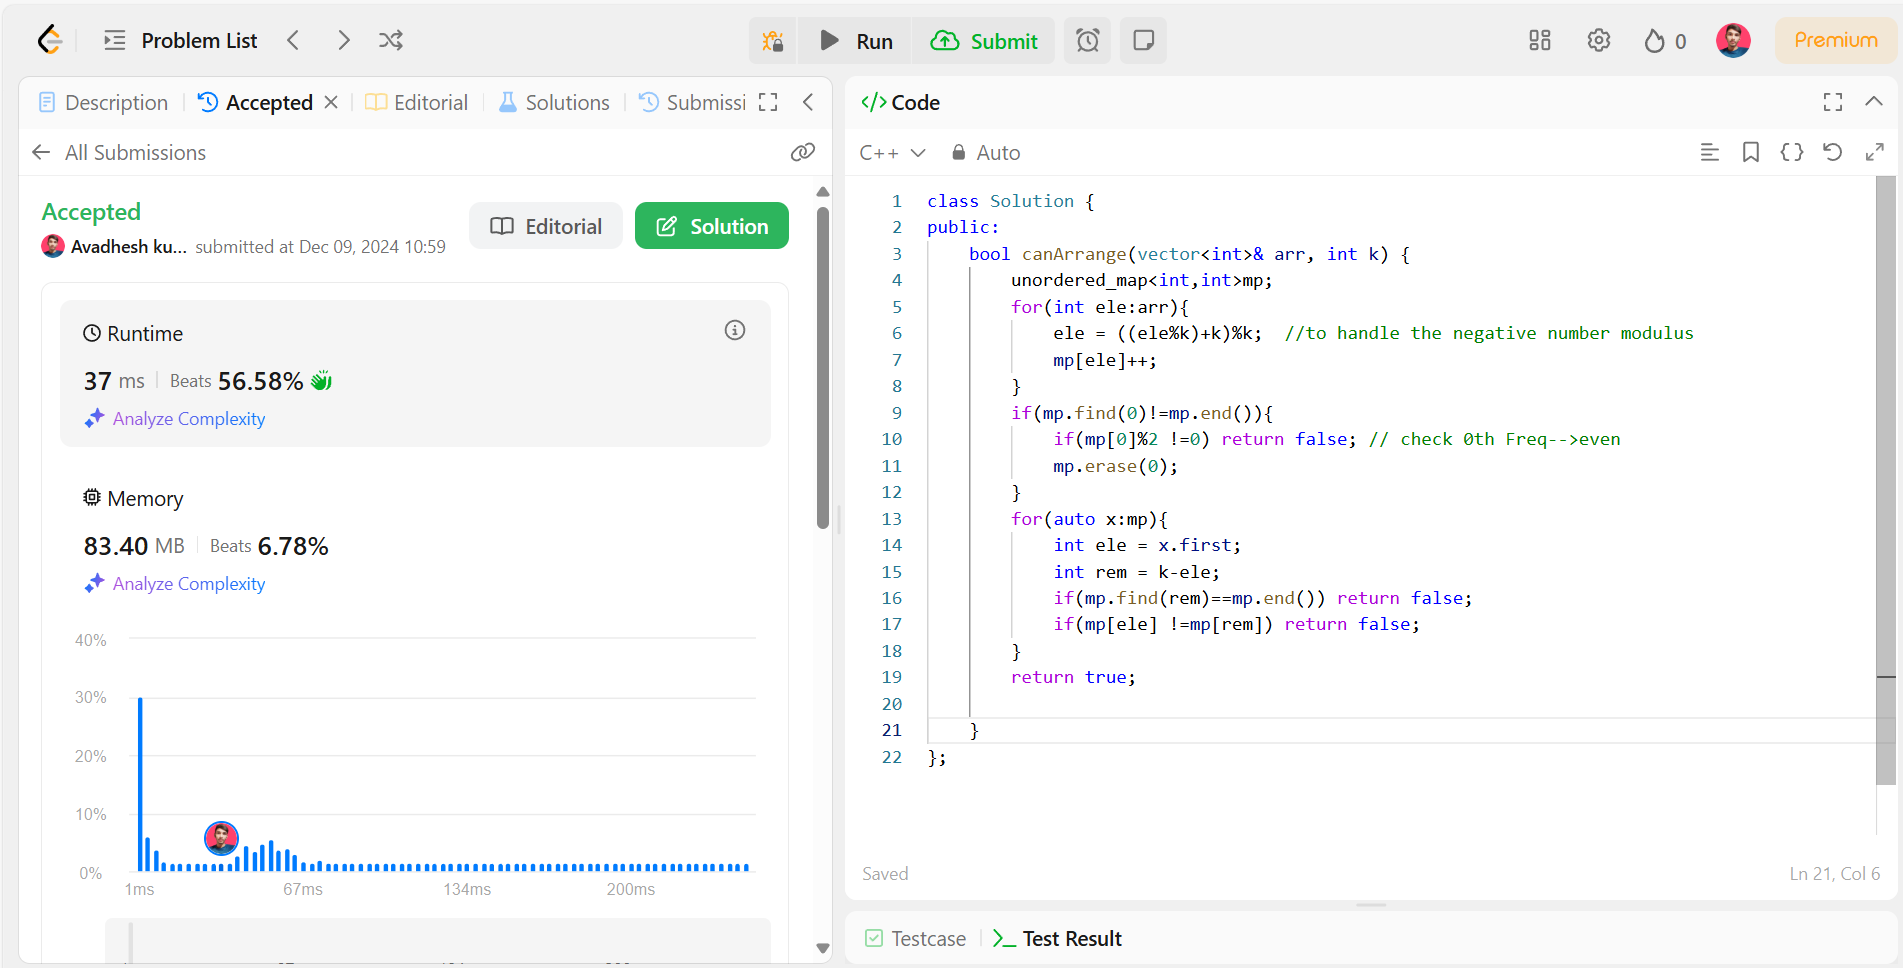 Problem List
Run
Submit
0
Premium
Description
Accepted
Editorial
Solutions
Submissi
All Submissions
Accepted
Avadhesh ku... submitted at Dec 09, 2024 10:59
Editorial
Solution
Runtime
37 ms Beats 56.58%
Analyze Complexity
Memory
83.40 MB Beats 6.78%
Analyze Complexity
40%
30%
20%
10%
0%
1ms 67ms 134ms 200ms
</> Code
C++ Auto
1 class Solution {
2 public:
3 bool canArrange(vector<int>& arr, int k) {
4 unordered_map<int,int>mp;
5 for(int ele:arr){
6 ele = ((ele%k)+k)%k; //to handle the negative number modulus
7 mp[ele]++;
8 }
9 if(mp.find(0)!=mp.end()){
10 if(mp[0]%2 !=0) return false; // check 0th Freq-->even
11 mp.erase(0);
12 }
13 for(auto x:mp){
14 int ele = x.first;
15 int rem = k-ele;
16 if(mp.find(rem)==mp.end()) return false;
17 if(mp[ele] !=mp[rem]) return false;
18 }
19 return true;
20
21 }
22 };
Saved
Ln 21, Col 6
Testcase
Test Result